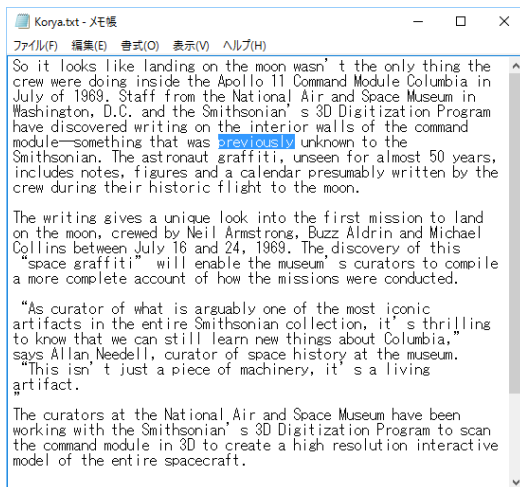 Korya.txt - メモ帳
ファイル(F) 編集(E) 書式(O) 表示(V) ヘルプ(H)
So it looks like landing on the moon wasn’t the only thing the
crew were doing inside the Apollo 11 Command Module Columbia in
July of 1969. Staff from the National Air and Space Museum in
Washington, D.C. and the Smithsonian’s 3D Digitization Program
have discovered writing on the interior walls of the command
module—something that was previously unknown to the
Smithsonian. The astronaut graffiti, unseen for almost 50 years,
includes notes, figures and a calendar presumably written by the
crew during their historic flight to the moon.
The writing gives a unique look into the first mission to land
on the moon, crewed by Neil Armstrong, Buzz Aldrin and Michael
Collins between July 16 and 24, 1969. The discovery of this
“space graffiti” will enable the museum’s curators to compile
a more complete account of how the missions were conducted.
“As curator of what is arguably one of the most iconic
artifacts in the entire Smithsonian collection, it’s thrilling
to know that we can still learn new things about Columbia,”
says Allan Needell, curator of space history at the museum.
“This isn’t just a piece of machinery, it’s a living
artifact.
”
The curators at the National Air and Space Museum have been
working with the Smithsonian’s 3D Digitization Program to scan
the command module in 3D to create a high resolution interactive
model of the entire spacecraft.